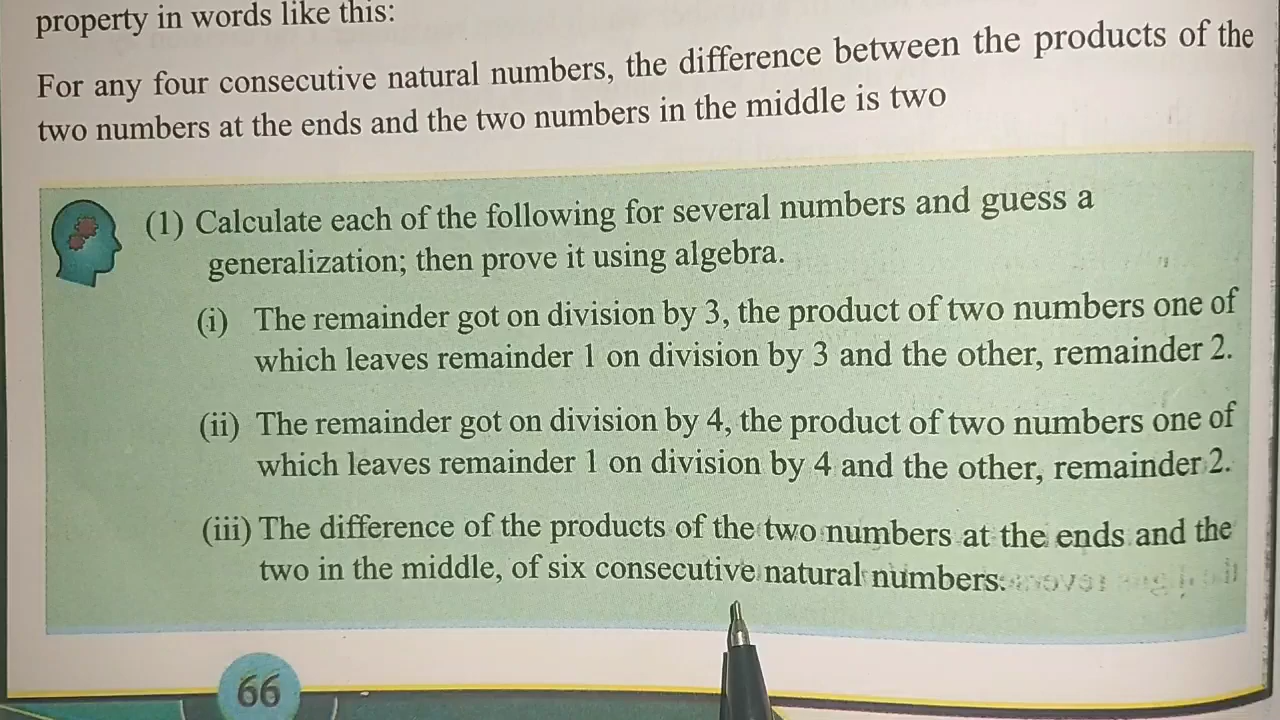 property in words like this:
For any four consecutive natural numbers, the difference between the products of the
two numbers at the ends and the two numbers in the middle is two
(1) Calculate each of the following for several numbers and guess a
generalization; then prove it using algebra.
(i) The remainder got on division by 3, the product of two numbers one of
which leaves remainder 1 on division by 3 and the other, remainder 2.
(ii) The remainder got on division by 4, the product of two numbers one of
which leaves remainder 1 on division by 4 and the other, remainder 2.
(iii) The difference of the products of the two numbers at the ends and the
two in the middle, of six consecutive natural numbers.
66